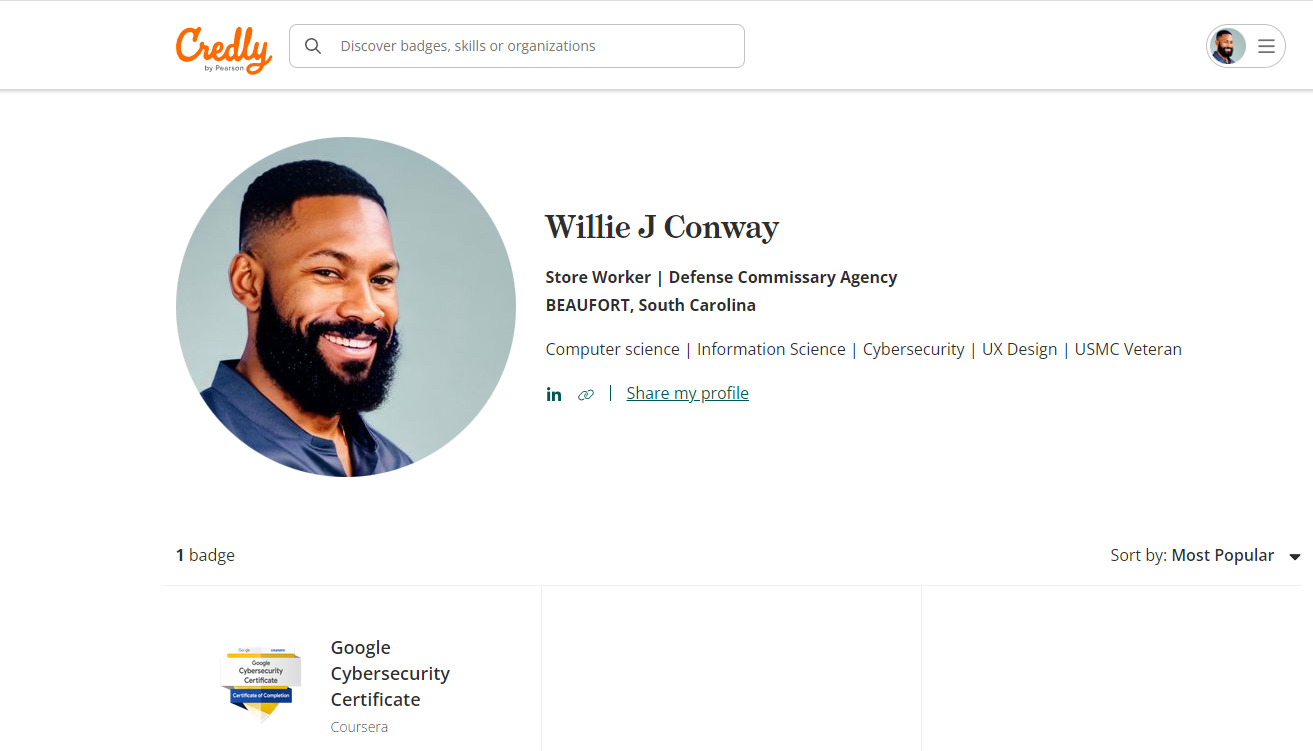 Credly
by Pearson
Discover badges, skills or organizations
Willie J Conway
Store Worker | Defense Commissary Agency
BEAUFORT, South Carolina
Computer science | Information Science | Cybersecurity | UX Design | USMC Veteran
in
Share my profile
1 badge
Sort by: Most Popular
Google coursera
Google
Cybersecurity
Certificate
Certificate of Completion
Google
Cybersecurity
Certificate
Coursera